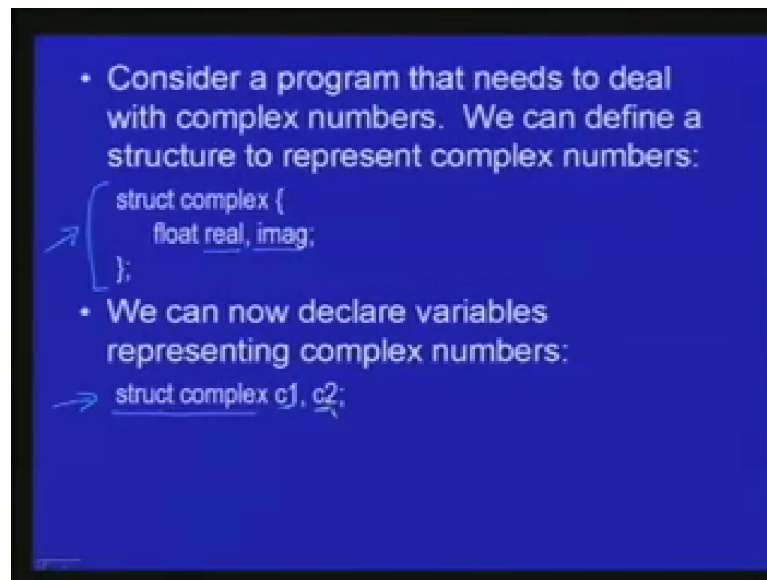 • Consider a program that needs to deal
with complex numbers. We can define a
structure to represent complex numbers:
struct complex {
float real, imag;
};
• We can now declare variables
representing complex numbers:
struct complex c1, c2;